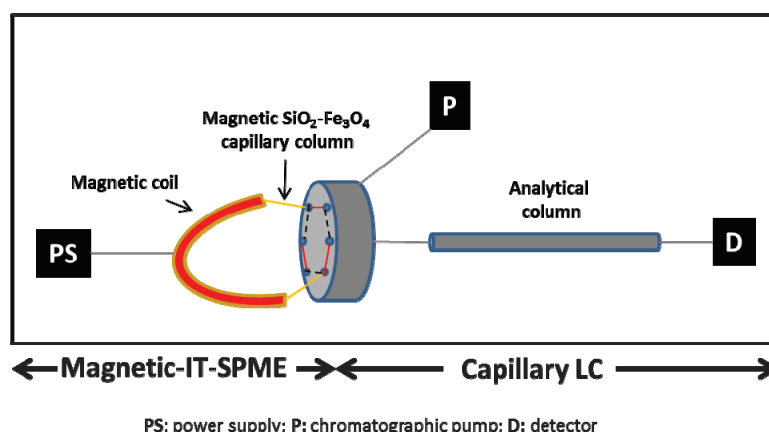 P
Magnetic SiO₂-Fe₃O₄
capillary column
Magnetic coil
Analytical
column
PS
D
Magnetic-IT-SPME
Capillary LC
PS: power supply; P: chromatographic pump; D: detector